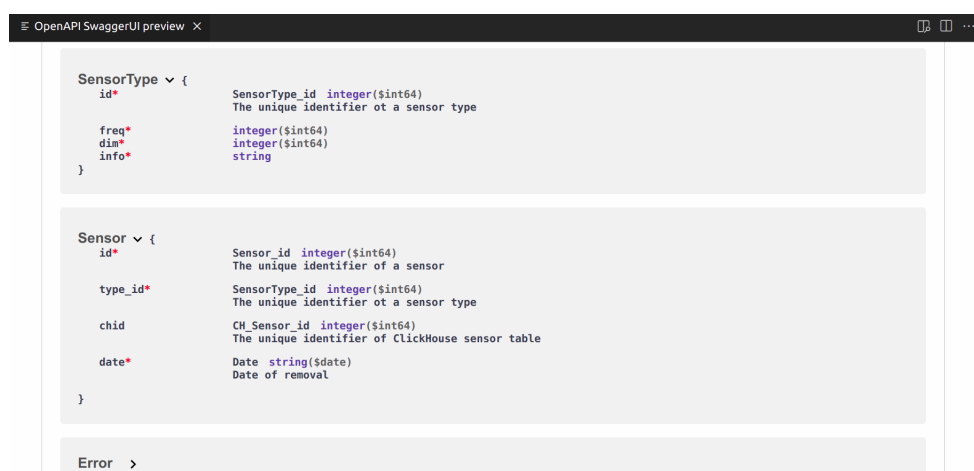 OpenAPI SwaggerUI preview
SensorType {
id* SensorType_id integer($int64)
The unique identifier ot a sensor type
freq* integer($int64)
dim* integer($int64)
info* string
}
Sensor {
id* Sensor_id integer($int64)
The unique identifier of a sensor
type_id* SensorType_id integer($int64)
The unique identifier ot a sensor type
chid CH_Sensor_id integer($int64)
The unique identifier of ClickHouse sensor table
date* Date string($date)
Date of removal
}
Error